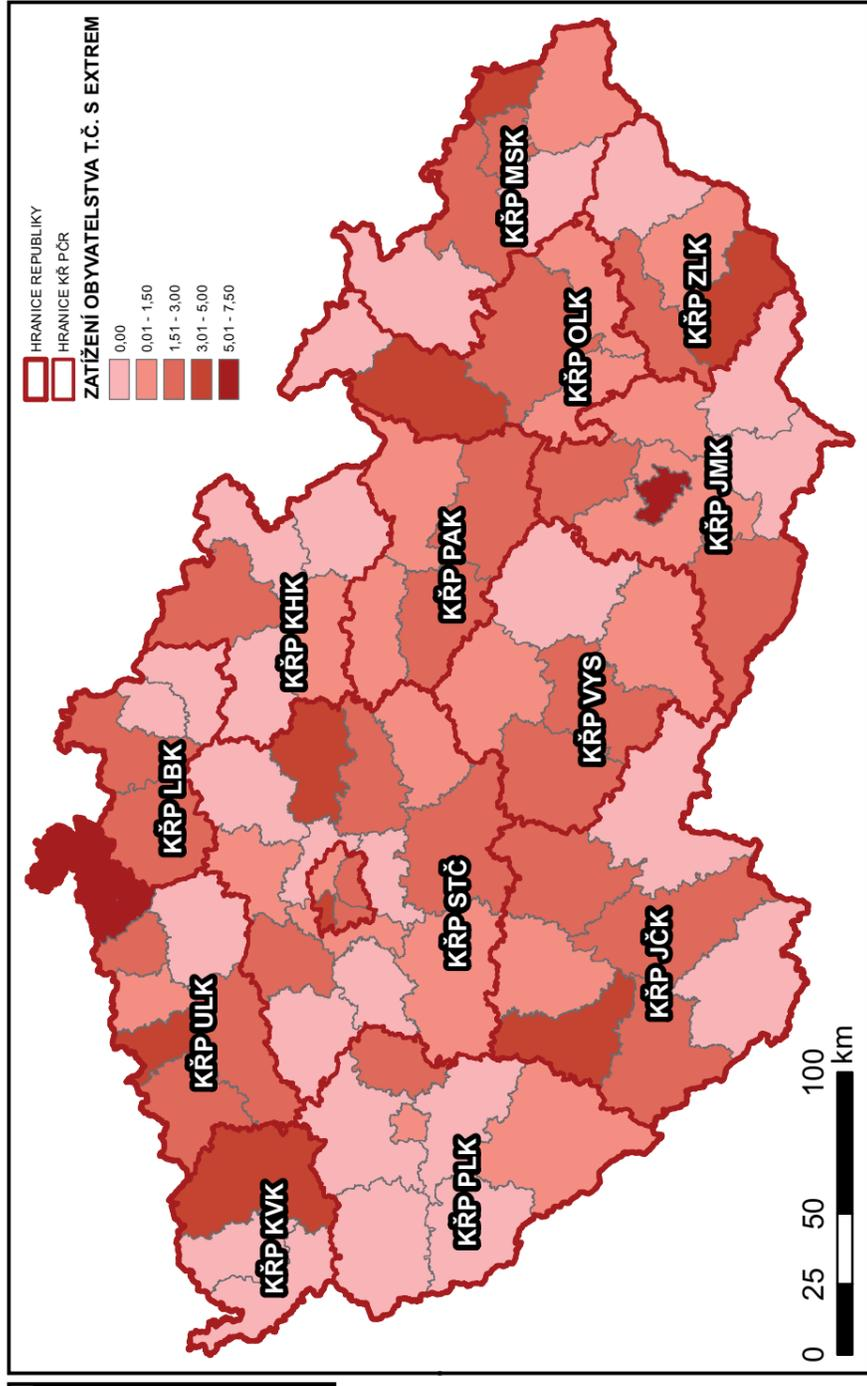 HRANICE REPUBLIKY
HRANICE KŘ PČR
ZATÍŽENÍ OBYVATELSTVA T.Č. S EXTREM
0,00
0,01 - 1,50
1,51 - 3,00
3,01 - 5,00
5,01 - 7,50
KŘP LBK
KŘP ULK
KŘP KVK
KŘP KHK
KŘP PAK
KŘP STČ
KŘP PLK
KŘP MSK
KŘP OLK
KŘP ZLK
KŘP JMK
KŘP VYS
KŘP JČK
0 25 50 100
km